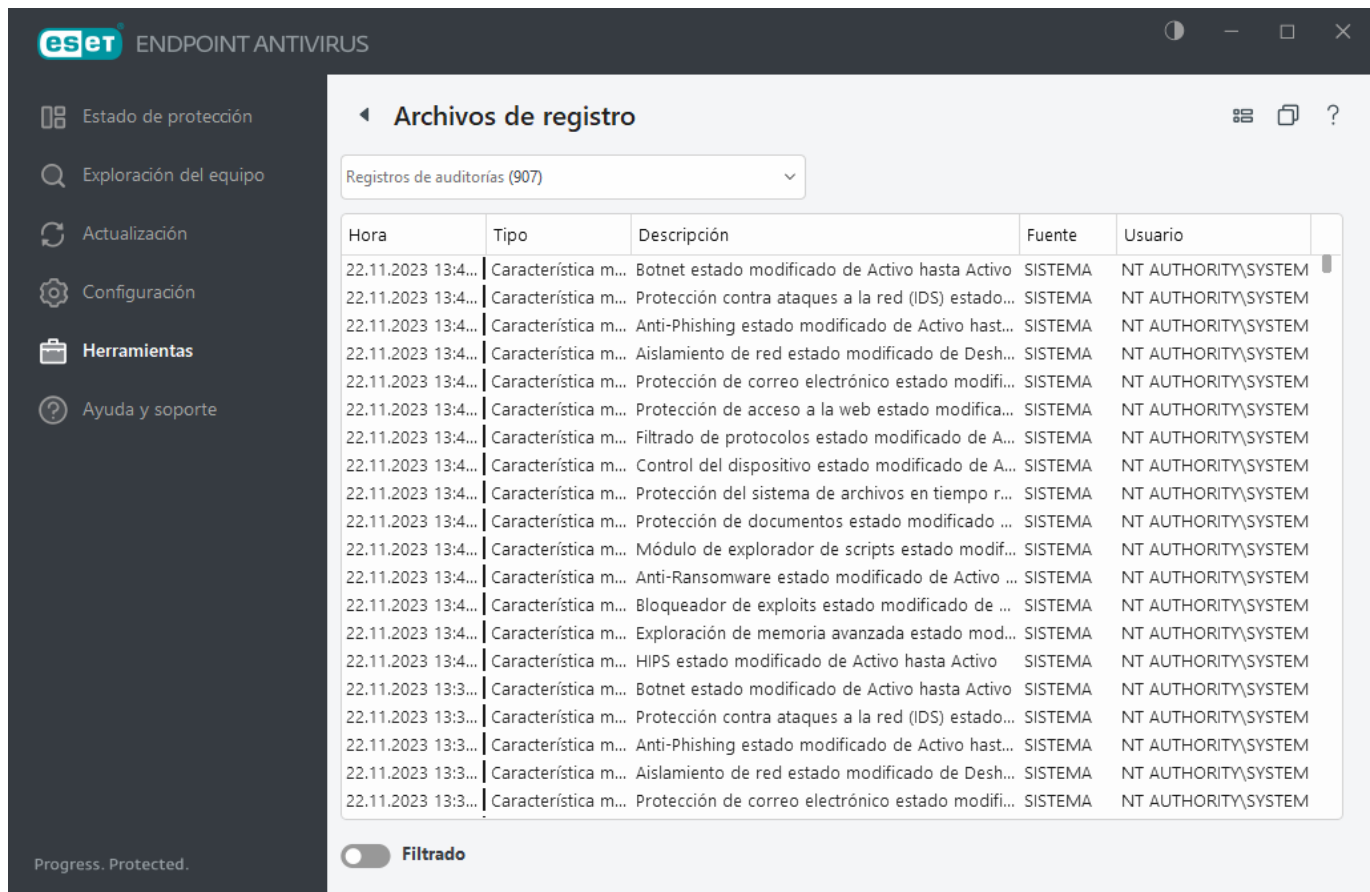 eset ENDPOINT ANTIVIRUS
Estado de protección
Exploración del equipo
Actualización
Configuración
Herramientas
Ayuda y soporte
Progress. Protected.
Archivos de registro
Registros de auditorías (907)
Hora Tipo Descripción Fuente Usuario
22.11.2023 13:4... Característica m... Botnet estado modificado de Activo hasta Activo SISTEMA NT AUTHORITY\SYSTEM
22.11.2023 13:4... Característica m... Protección contra ataques a la red (IDS) estado... SISTEMA NT AUTHORITY\SYSTEM
22.11.2023 13:4... Característica m... Anti-Phishing estado modificado de Activo hast... SISTEMA NT AUTHORITY\SYSTEM
22.11.2023 13:4... Característica m... Aislamiento de red estado modificado de Desh... SISTEMA NT AUTHORITY\SYSTEM
22.11.2023 13:4... Característica m... Protección de correo electrónico estado modifi... SISTEMA NT AUTHORITY\SYSTEM
22.11.2023 13:4... Característica m... Protección de acceso a la web estado modifica... SISTEMA NT AUTHORITY\SYSTEM
22.11.2023 13:4... Característica m... Filtrado de protocolos estado modificado de A... SISTEMA NT AUTHORITY\SYSTEM
22.11.2023 13:4... Característica m... Control del dispositivo estado modificado de A... SISTEMA NT AUTHORITY\SYSTEM
22.11.2023 13:4... Característica m... Protección del sistema de archivos en tiempo r... SISTEMA NT AUTHORITY\SYSTEM
22.11.2023 13:4... Característica m... Protección de documentos estado modificado ... SISTEMA NT AUTHORITY\SYSTEM
22.11.2023 13:4... Característica m... Módulo de explorador de scripts estado modif... SISTEMA NT AUTHORITY\SYSTEM
22.11.2023 13:4... Característica m... Anti-Ransomware estado modificado de Activo ... SISTEMA NT AUTHORITY\SYSTEM
22.11.2023 13:4... Característica m... Bloqueador de exploits estado modificado de ... SISTEMA NT AUTHORITY\SYSTEM
22.11.2023 13:4... Característica m... Exploración de memoria avanzada estado mod... SISTEMA NT AUTHORITY\SYSTEM
22.11.2023 13:4... Característica m... HIPS estado modificado de Activo hasta Activo SISTEMA NT AUTHORITY\SYSTEM
22.11.2023 13:3... Característica m... Botnet estado modificado de Activo hasta Activo SISTEMA NT AUTHORITY\SYSTEM
22.11.2023 13:3... Característica m... Protección contra ataques a la red (IDS) estado... SISTEMA NT AUTHORITY\SYSTEM
22.11.2023 13:3... Característica m... Anti-Phishing estado modificado de Activo hast... SISTEMA NT AUTHORITY\SYSTEM
22.11.2023 13:3... Característica m... Aislamiento de red estado modificado de Desh... SISTEMA NT AUTHORITY\SYSTEM
22.11.2023 13:3... Característica m... Protección de correo electrónico estado modifi... SISTEMA NT AUTHORITY\SYSTEM
Filtrado